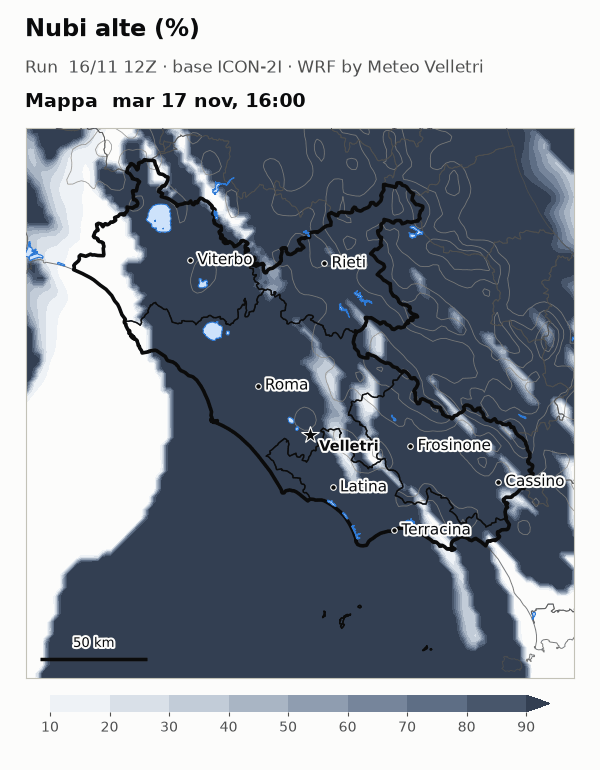 Nubi alte (%)
Run  16/11 12Z · base ICON-2I · WRF by Meteo Velletri
Mappa  mar 17 nov, 16:00
Viterbo
Rieti
Roma
Velletri
Frosinone
Cassino
Latina
Terracina
50 km
10 20 30 40 50 60 70 80 90